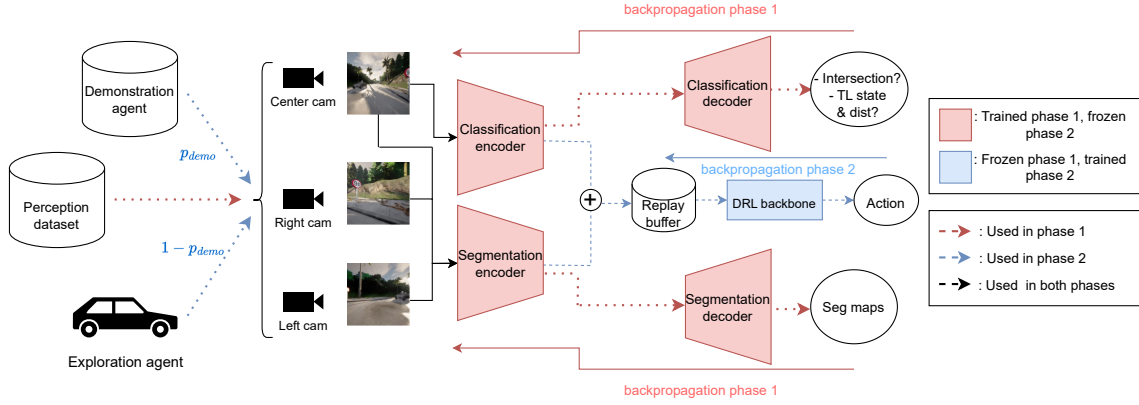 backpropagation phase 1
Demonstration
agent
p_demo
Perception
dataset
1 − p_demo
Exploration agent
Center cam
Right cam
Left cam
Classification
encoder
Segmentation
encoder
Classification
decoder
- Intersection?
- TL state
& dist?
backpropagation phase 2
+
Replay
buffer
DRL backbone
Action
Segmentation
decoder
Seg maps
backpropagation phase 1
: Trained phase 1, frozen
phase 2
: Frozen phase 1, trained
phase 2
: Used in phase 1
: Used in phase 2
: Used in both phases